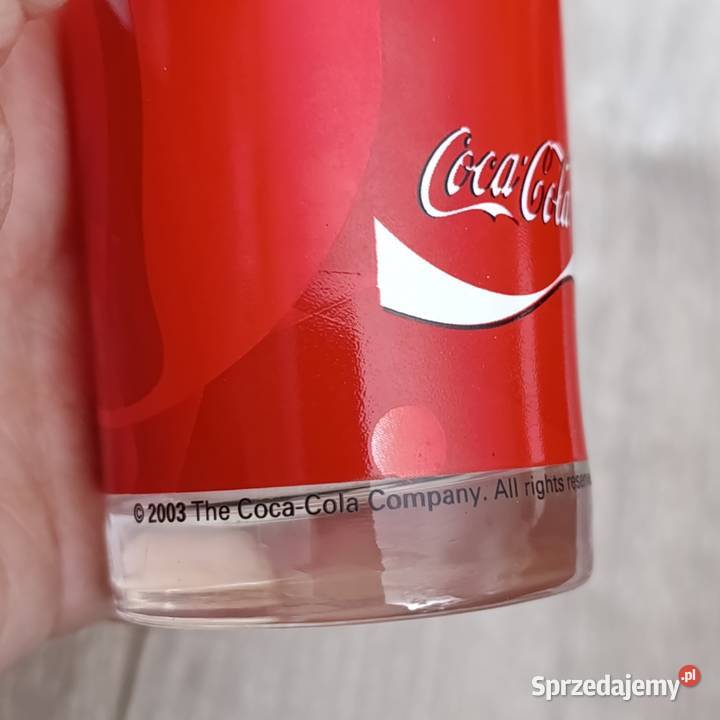 Coca-Cola
© 2003 The Coca-Cola Company. All rights
Sprzedajemy.pl